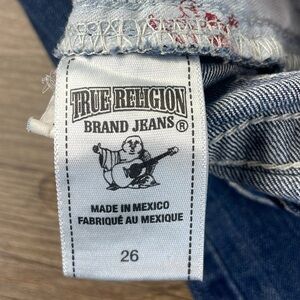 TRUE RELIGION
BRAND JEANS®
MADE IN MEXICO
FABRIQUÉ AU MEXIQUE
26